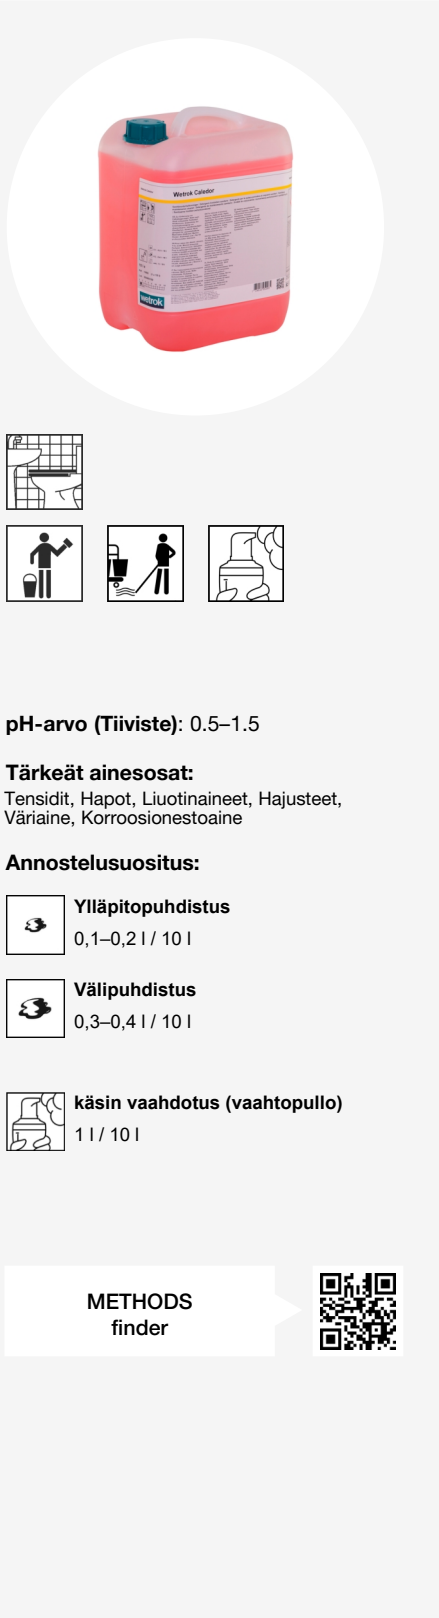 Wetrok Caledor
wetrok
pH-arvo (Tiiviste): 0.5–1.5
Tärkeät ainesosat:
Tensidit, Hapot, Liuotinaineet, Hajusteet,
Väriaine, Korroosionestoaine
Annostelusuositus:
Ylläpitopuhdistus
0,1–0,2 l / 10 l
Välipuhdistus
0,3–0,4 l / 10 l
käsin vaahdotus (vaahtopullo)
1 l / 10 l
METHODS
finder